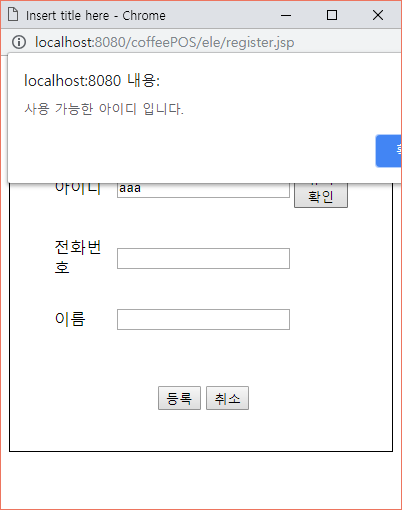 Insert title here - Chrome
localhost:8080/coffeePOS/ele/register.jsp
localhost:8080 내용:
사용 가능한 아이디 입니다.
아이디
aaa
확인
전화번
호
이름
등록
취소